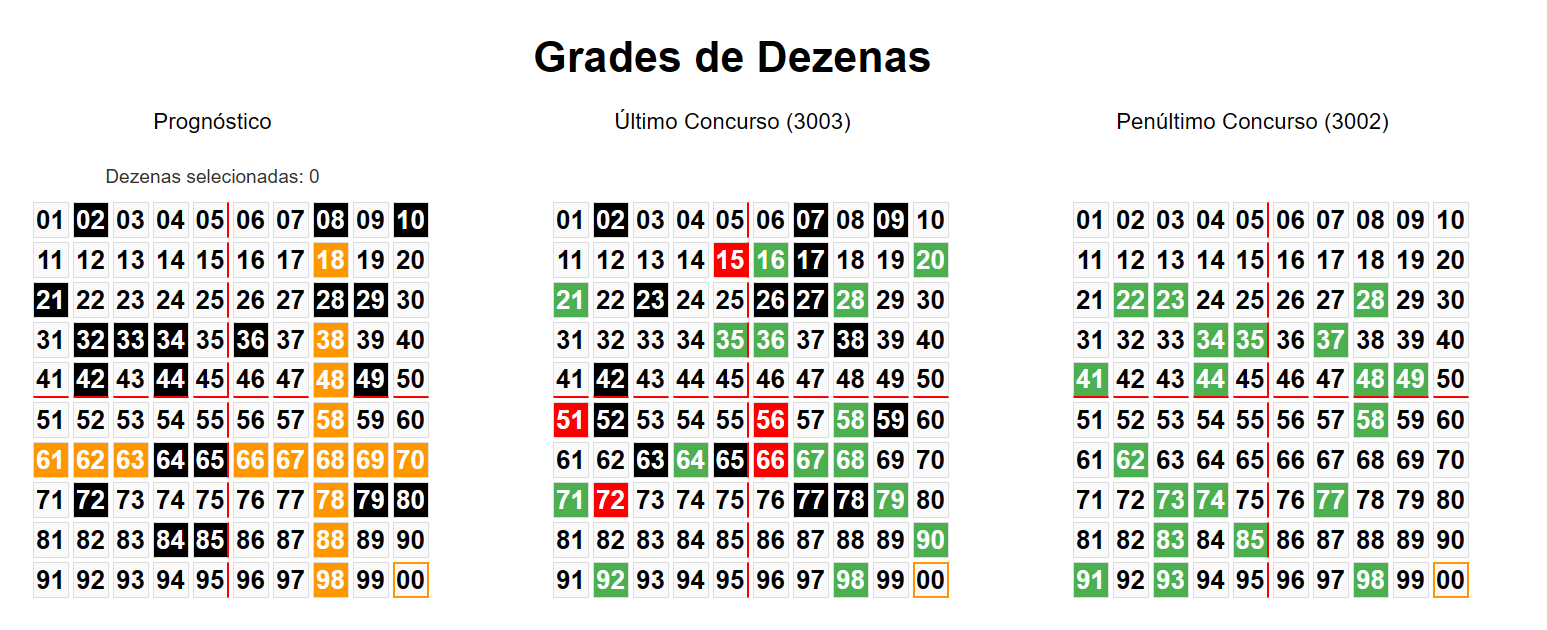 Grades de Dezenas
Prognóstico
Último Concurso (3003)
Penúltimo Concurso (3002)
Dezenas selecionadas: 0
01 02 03 04 05 06 07 08 09 10
11 12 13 14 15 16 17 18 19 20
21 22 23 24 25 26 27 28 29 30
31 32 33 34 35 36 37 38 39 40
41 42 43 44 45 46 47 48 49 50
51 52 53 54 55 56 57 58 59 60
61 62 63 64 65 66 67 68 69 70
71 72 73 74 75 76 77 78 79 80
81 82 83 84 85 86 87 88 89 90
91 92 93 94 95 96 97 98 99 00
01 02 03 04 05 06 07 08 09 10
11 12 13 14 15 16 17 18 19 20
21 22 23 24 25 26 27 28 29 30
31 32 33 34 35 36 37 38 39 40
41 42 43 44 45 46 47 48 49 50
51 52 53 54 55 56 57 58 59 60
61 62 63 64 65 66 67 68 69 70
71 72 73 74 75 76 77 78 79 80
81 82 83 84 85 86 87 88 89 90
91 92 93 94 95 96 97 98 99 00
01 02 03 04 05 06 07 08 09 10
11 12 13 14 15 16 17 18 19 20
21 22 23 24 25 26 27 28 29 30
31 32 33 34 35 36 37 38 39 40
41 42 43 44 45 46 47 48 49 50
51 52 53 54 55 56 57 58 59 60
61 62 63 64 65 66 67 68 69 70
71 72 73 74 75 76 77 78 79 80
81 82 83 84 85 86 87 88 89 90
91 92 93 94 95 96 97 98 99 00